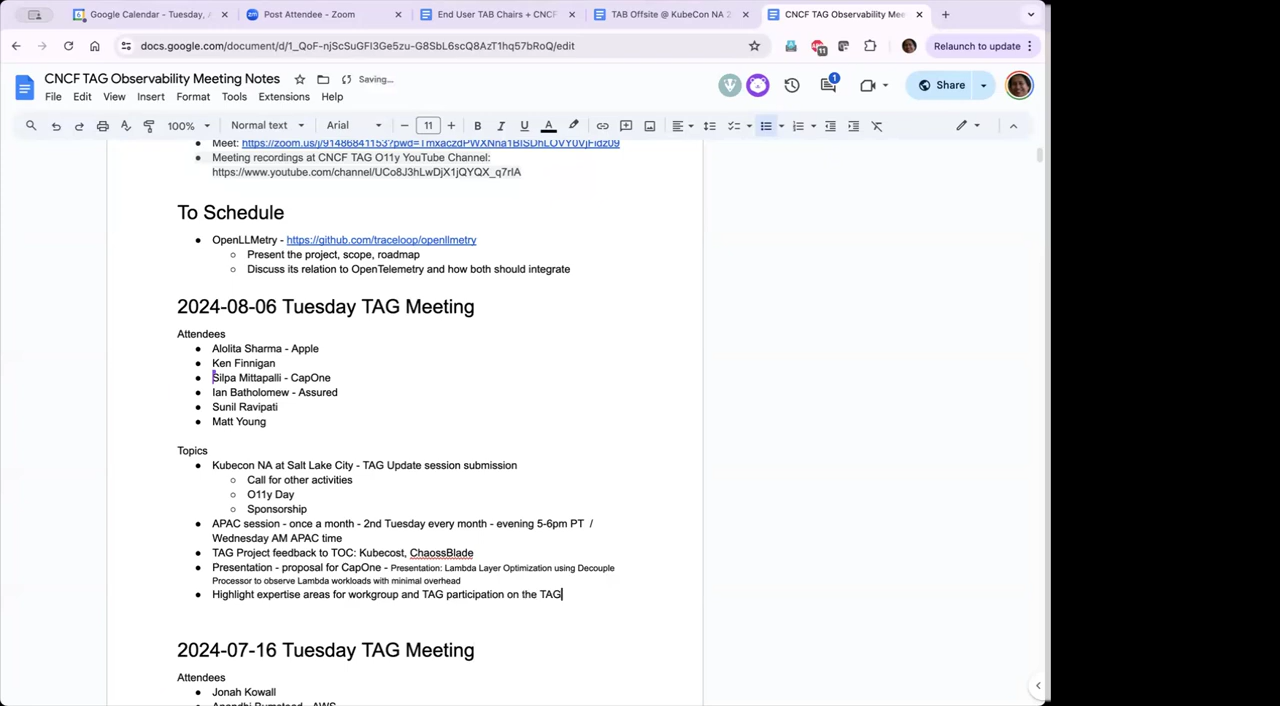 Google Calendar - Tuesday, A
Post Attendee - Zoom
End User TAB Chairs + CNCF
TAB Offsite @ KubeCon NA 2
CNCF TAG Observability Mee
docs.google.com/document/d/1_QoF-njScSuGFl3Ge5zu-G8SbL6scQ8AzT1hq57bRoQ/edit
11
Relaunch to update
CNCF TAG Observability Meeting Notes
Saving...
File Edit View Insert Format Tools Extensions Help
1
Share
100%
Normal text
Arial
11
B I U A
Meet:
Meeting recordings at CNCF TAG O11y YouTube Channel:
https://www.youtube.com/channel/UCo8J3hLwDjX1jQYQX_q7rIA
To Schedule
OpenLLMetry - https://github.com/traceloop/openllmetry
Present the project, scope, roadmap
Discuss its relation to OpenTelemetry and how both should integrate
2024-08-06 Tuesday TAG Meeting
Attendees
Alolita Sharma - Apple
Ken Finnigan
Silpa Mittapalli - CapOne
Ian Batholomew - Assured
Sunil Ravipati
Matt Young
Topics
Kubecon NA at Salt Lake City - TAG Update session submission
Call for other activities
O11y Day
Sponsorship
APAC session - once a month - 2nd Tuesday every month - evening 5-6pm PT /
Wednesday AM APAC time
TAG Project feedback to TOC: Kubecost, ChaossBlade
Presentation - proposal for CapOne - Presentation: Lambda Layer Optimization using Decouple
Processor to observe Lambda workloads with minimal overhead
Highlight expertise areas for workgroup and TAG participation on the TAG
2024-07-16 Tuesday TAG Meeting
Attendees
Jonah Kowall